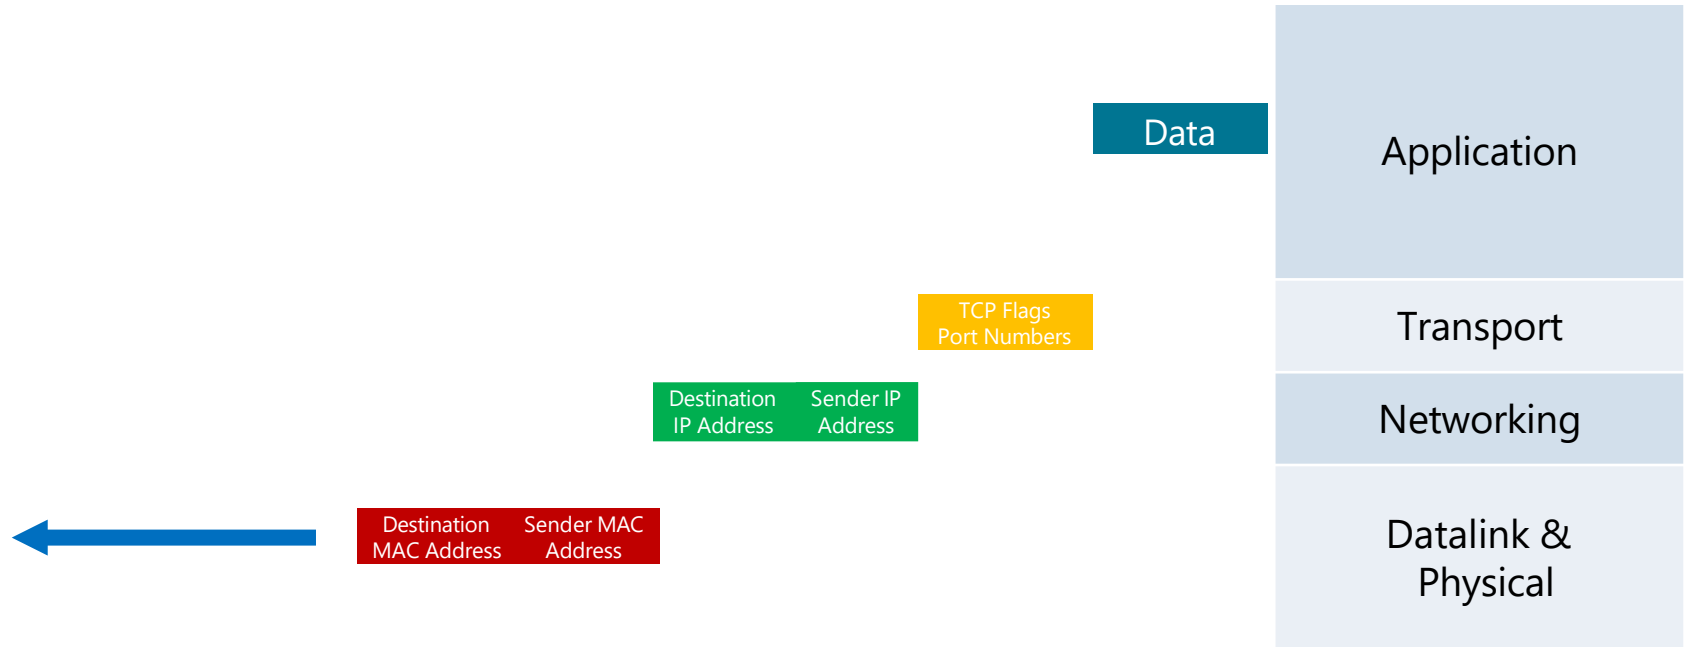 Data
Application
TCP Flags
Port Numbers
Transport
Destination
IP Address
Sender IP
Address
Networking
Destination
MAC Address
Sender MAC
Address
Datalink &
Physical